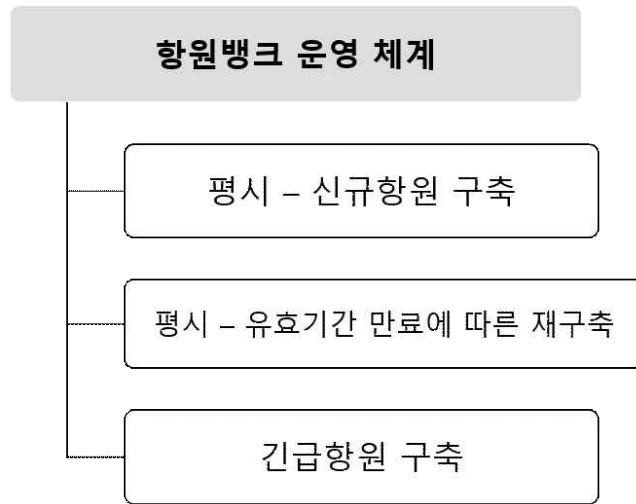 항원뱅크 운영 체계
평시 – 신규항원 구축
평시 – 유효기간 만료에 따른 재구축
긴급항원 구축